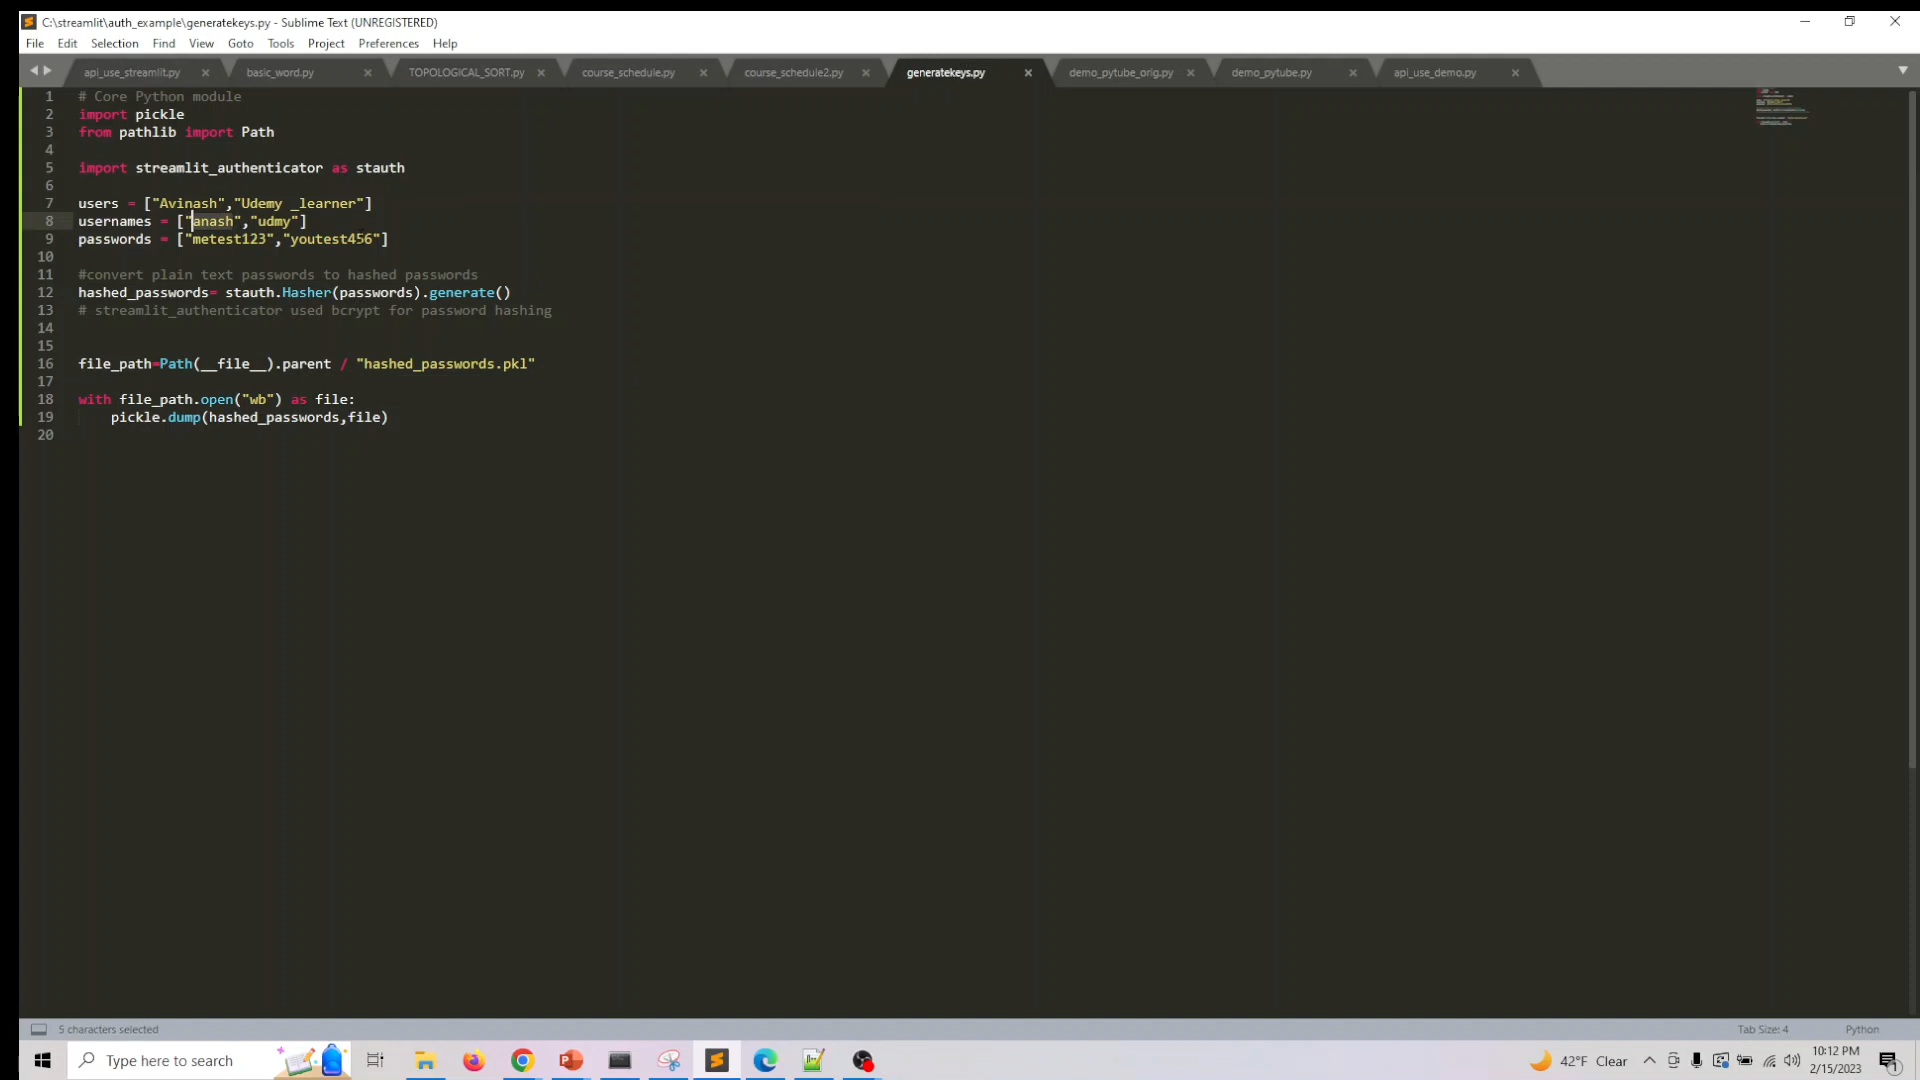 C:\streamlit\auth_example\generatekeys.py - Sublime Text (UNREGISTERED)
File Edit Selection Find View Goto Tools Project Preferences Help
api_use_streamlit.py basic_word.py TOPOLOGICAL_SORT.py course_schedule.py course_schedule2.py generatekeys.py demo_pytube_orig.py demo_pytube.py api_use_demo.py
1 # Core Python module
2 import pickle
3 from pathlib import Path
4
5 import streamlit_authenticator as stauth
6
7 users = ["Avinash","Udemy _learner"]
8 usernames = ["anash","udmy"]
9 passwords = ["metest123","youtest456"]
10
11 #convert plain text passwords to hashed passwords
12 hashed_passwords= stauth.Hasher(passwords).generate()
13 # streamlit_authenticator used bcrypt for password hashing
14
15
16 file_path=Path(__file__).parent / "hashed_passwords.pkl"
17
18 with file_path.open("wb") as file:
19     pickle.dump(hashed_passwords,file)
20
5 characters selected Tab Size: 4 Python
Type here to search 42°F Clear 10:12 PM
2/15/2023 1